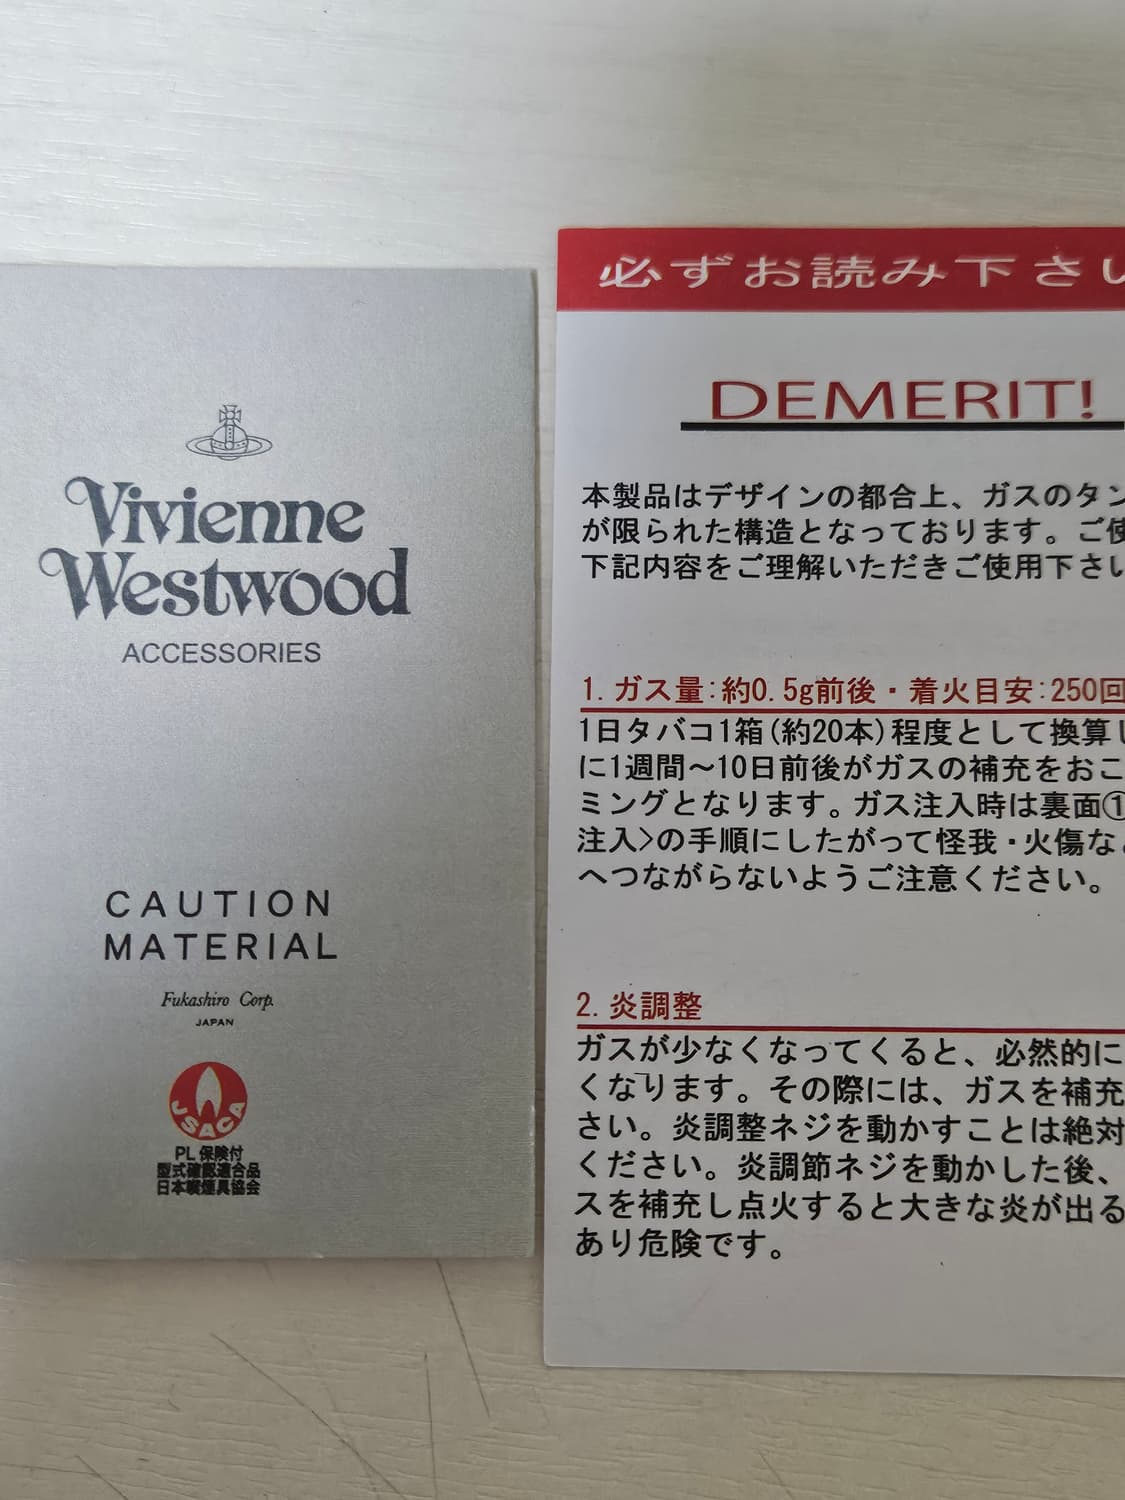 Vivienne
Westwood
ACCESSORIES
CAUTION
MATERIAL
Fukashiro Corp.
JAPAN
JSACA
PL保険付
型式確認適合品
日本喫煙具協会
必ずお読み下さい
DEMERIT!
本製品はデザインの都合上、ガスのタン
が限られた構造となっております。ご使
下記内容をご理解いただきご使用下さい
1.ガス量:約0.5g前後・着火目安:250回
1日タバコ1箱(約20本)程度として換算し
に1週間～10日前後がガスの補充をおこ
ミングとなります。ガス注入時は裏面①
注入>の手順にしたがって怪我・火傷など
へつながらないようご注意ください。
2.炎調整
ガスが少なくなってくると、必然的に
くなります。その際には、ガスを補充
さい。炎調整ネジを動かすことは絶対
ください。炎調節ネジを動かした後、
スを補充し点火すると大きな炎が出る
あり危険です。